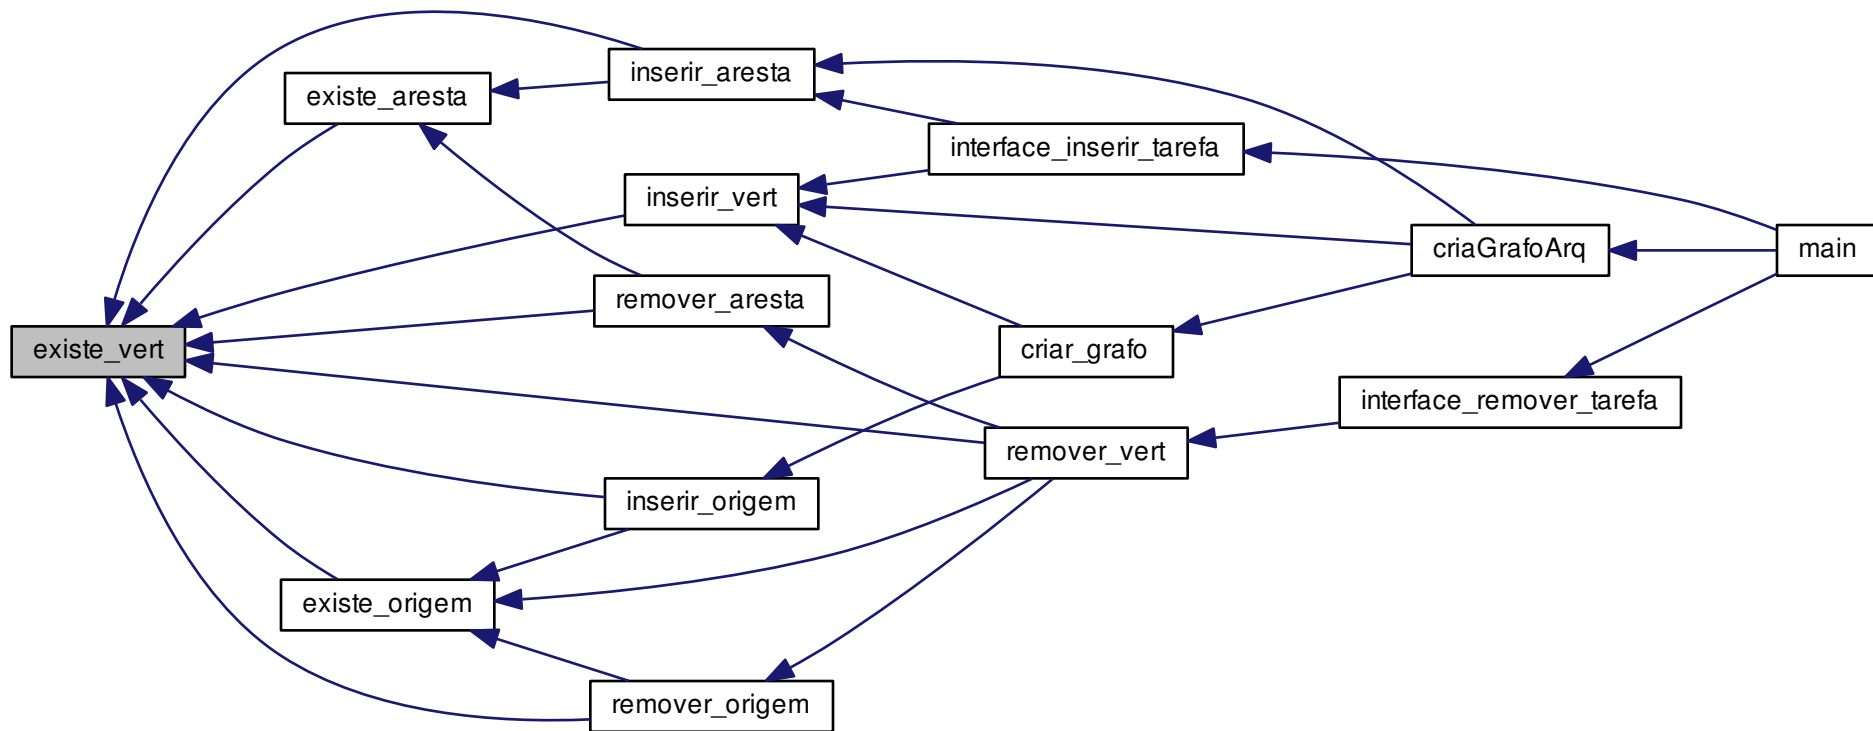 inserir_aresta
existe_aresta
interface_inserir_tarefa
inserir_vert
criaGrafoArq
main
remover_aresta
existe_vert
criar_grafo
interface_remover_tarefa
remover_vert
inserir_origem
existe_origem
remover_origem